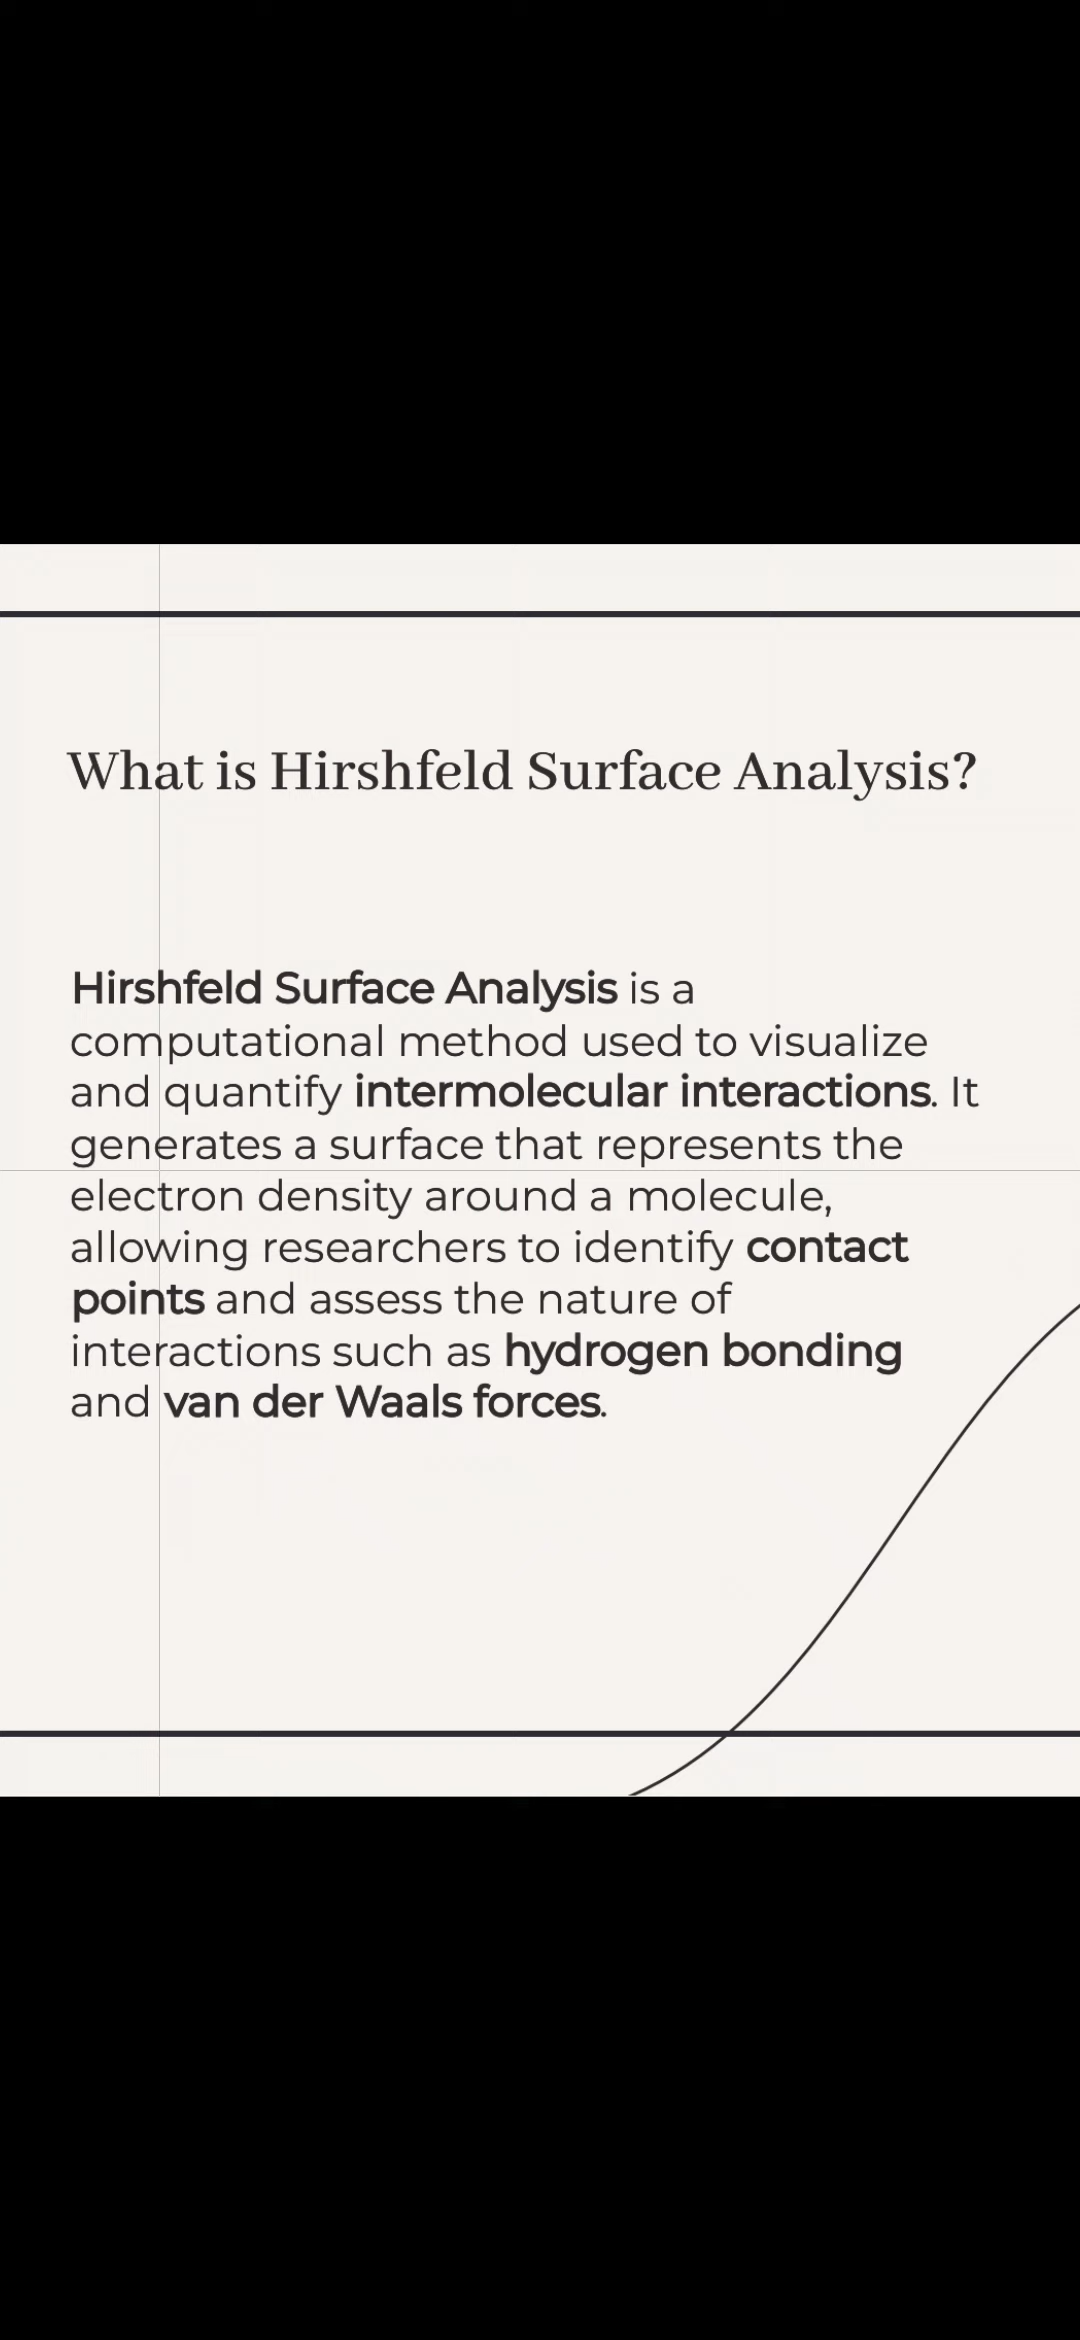 What is Hirshfeld Surface Analysis?
Hirshfeld Surface Analysis is a
computational method used to visualize
and quantify intermolecular interactions. It
generates a surface that represents the
electron density around a molecule,
allowing researchers to identify contact
points and assess the nature of
interactions such as hydrogen bonding
and van der Waals forces.